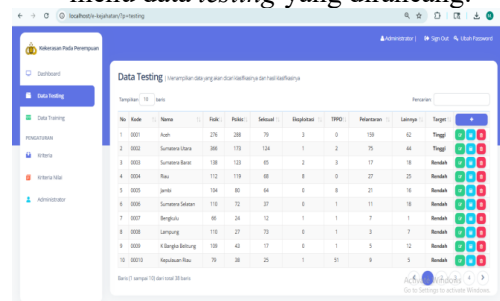 menu data testing yang dirancang.
localhost/e-kejahatan/?p=testing
Kekerasan Pada Perempuan
Administrator | Sign Out Ubah Password
Dashboard
Data Testing
Data Training
PENGATURAN
Kriteria
Kriteria Nilai
Administrator
Data Testing | Menampilkan data yang akan dicari klasifikasinya dan hasil klasifikasinya
Tampilkan 10 baris Pencarian:
No Kode Nama Fisik Psikis Seksual Eksploitasi TPPO Pelantaran Lainnya Target +
1 0001 Aceh 276 288 79 3 0 159 62 Tinggi
2 0002 Sumatera Utara 386 173 124 1 2 75 44 Tinggi
3 0003 Sumatera Barat 138 123 65 2 3 17 19 Rendah
4 0004 Riau 112 119 68 8 0 27 25 Rendah
5 0005 Jambi 104 80 64 0 8 21 16 Rendah
6 0006 Sumatera Selatan 110 72 37 0 1 11 18 Rendah
7 0007 Bengkulu 66 24 12 1 1 7 1 Rendah
8 0008 Lampung 110 27 73 0 1 3 7 Rendah
9 0009 K.Bangka Belitung 109 43 17 0 1 5 12 Rendah
10 00010 Kepulauan Riau 79 38 25 1 51 9 5 Rendah
Baris (1 sampai 10) dari total 38 baris
Activate Windows
Go to Settings to activate Windows.